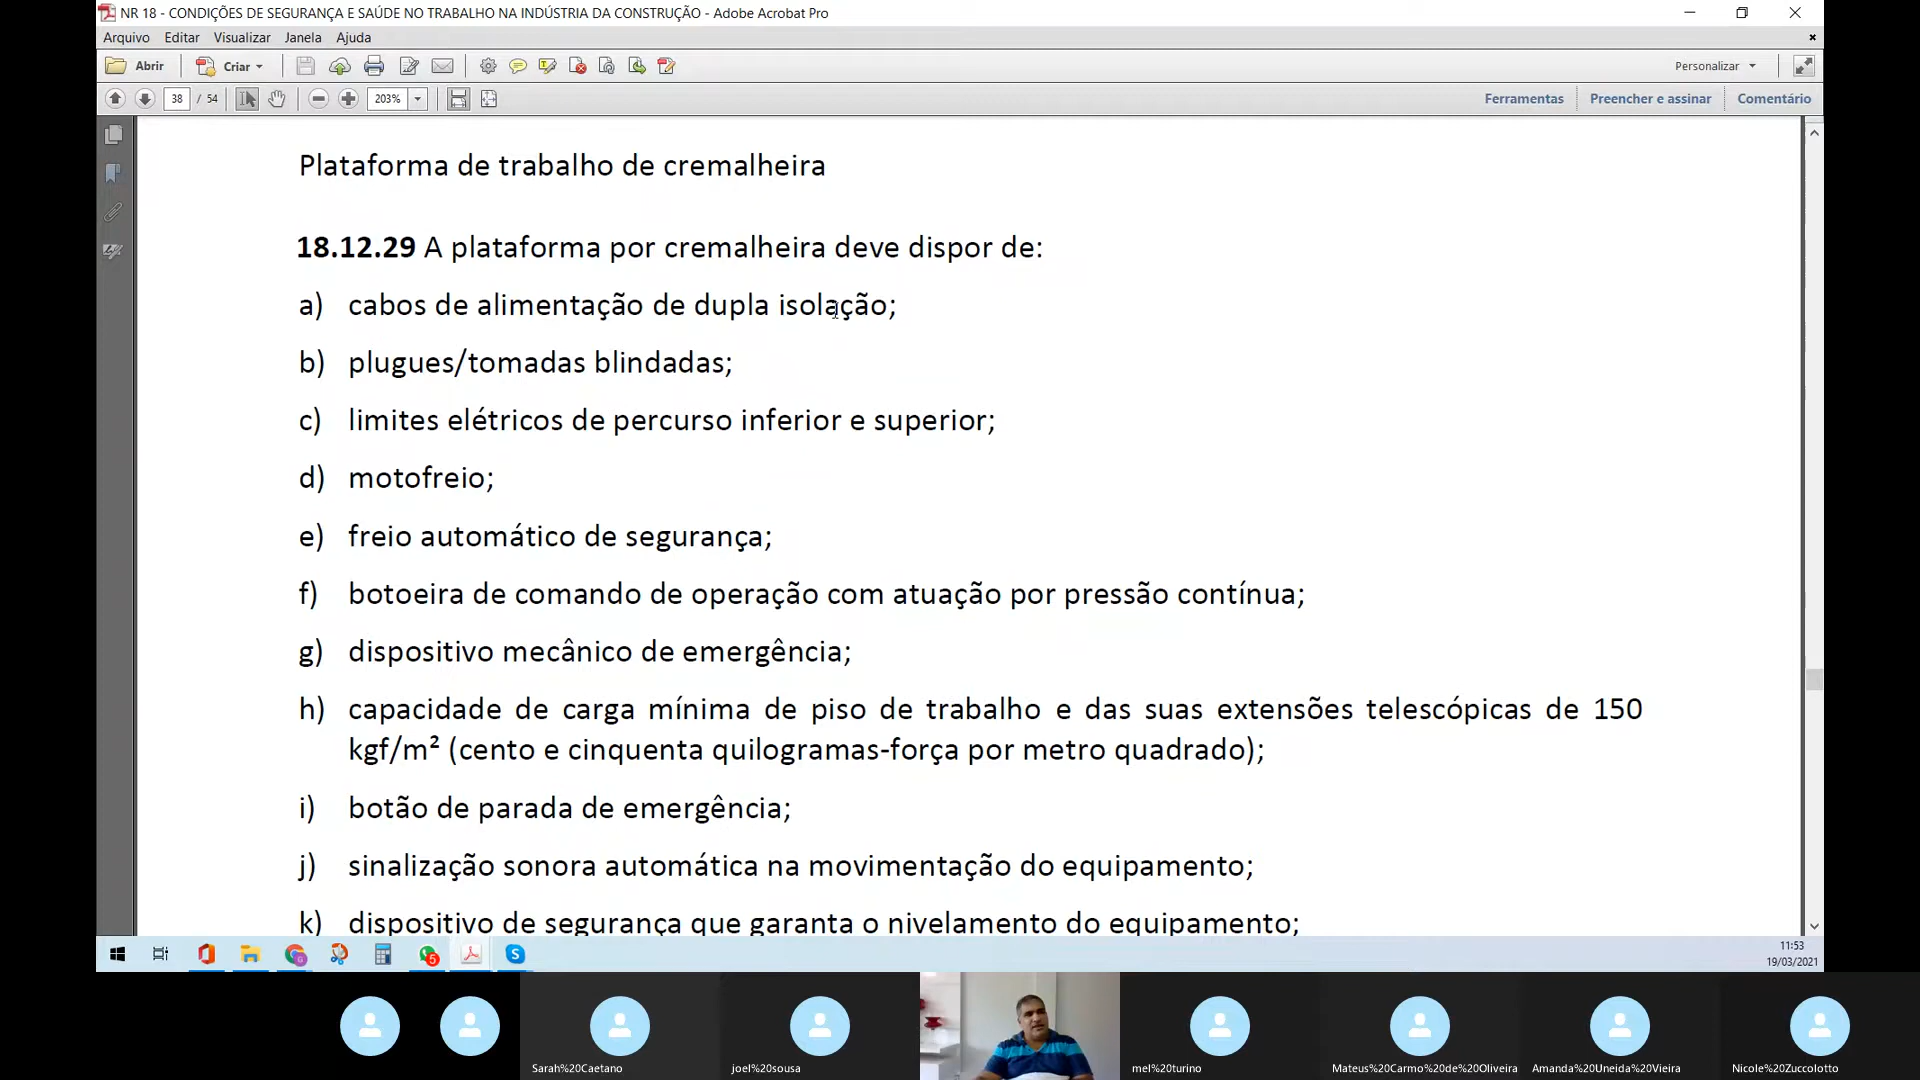 NR 18 - CONDIÇÕES DE SEGURANÇA E SAÚDE NO TRABALHO NA INDÚSTRIA DA CONSTRUÇÃO - Adobe Acrobat Pro
Arquivo Editar Visualizar Janela Ajuda
Abrir Criar Personalizar
38 / 54 203% Ferramentas Preencher e assinar Comentário
Plataforma de trabalho de cremalheira
18.12.29 A plataforma por cremalheira deve dispor de:
a) cabos de alimentação de dupla isolação;
b) plugues/tomadas blindadas;
c) limites elétricos de percurso inferior e superior;
d) motofreio;
e) freio automático de segurança;
f) botoeira de comando de operação com atuação por pressão contínua;
g) dispositivo mecânico de emergência;
h) capacidade de carga mínima de piso de trabalho e das suas extensões telescópicas de 150
kgf/m² (cento e cinquenta quilogramas-força por metro quadrado);
i) botão de parada de emergência;
j) sinalização sonora automática na movimentação do equipamento;
k) dispositivo de segurança que garanta o nivelamento do equipamento;
5
11:53
19/03/2021
Sarah%20Caetano joel%20sousa mel%20turino Mateus%20Carmo%20de%20Oliveira Amanda%20Uneida%20Vieira Nicole%20Zuccolotto